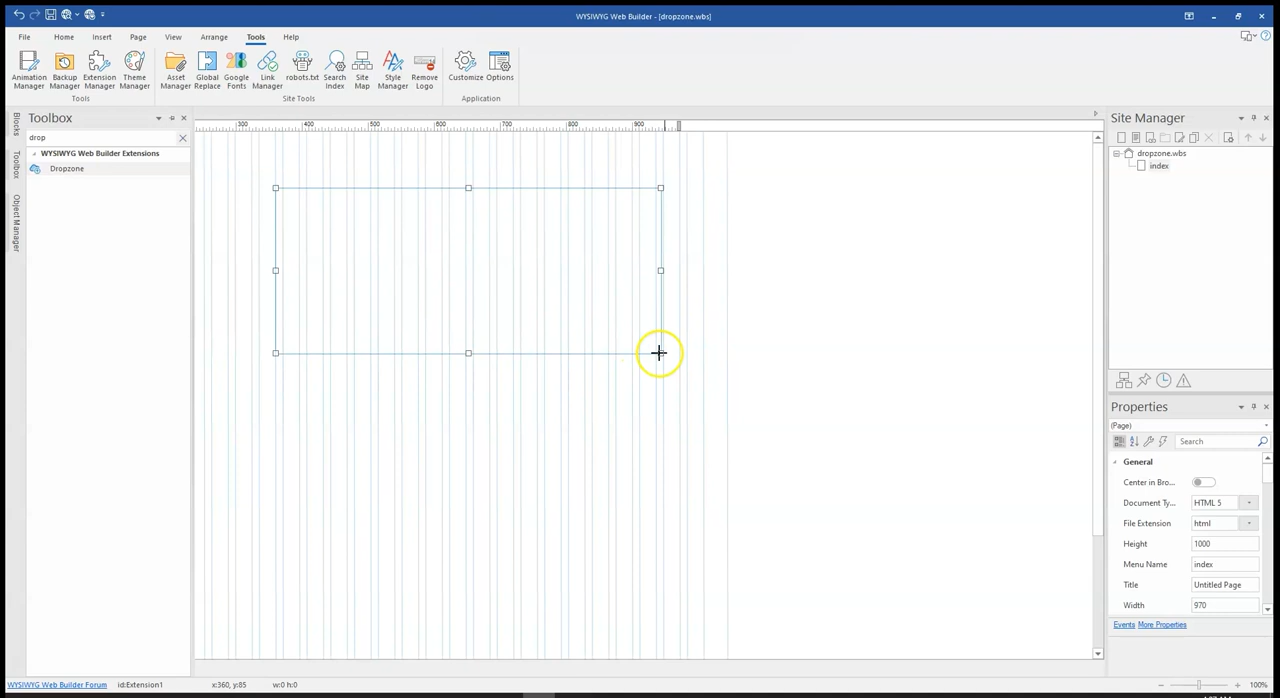 WYSIWYG Web Builder - [dropzone.wbs]
File Home Insert Page View Arrange Tools Help
Animation Manager
Backup Manager
Extension Manager
Theme Manager
Asset Manager
Global Replace
Google Fonts
Link Manager
robots.txt
Search Index
Site Map
Style Manager
Remove Logo
Customize
Options
Tools
Site Tools
Application
Blocks
Toolbox
Object Manager
Toolbox
drop
WYSIWYG Web Builder Extensions
Dropzone
300 400 500 600 700 800 900
Site Manager
dropzone.wbs
index
Properties
(Page)
Search
General
Center in Bro...
Document Ty... HTML 5
File Extension html
Height 1000
Menu Name index
Title Untitled Page
Width 970
Events More Properties
WYSIWYG Web Builder Forum id:Extension1 x:360, y:85 w:0 h:0 100%